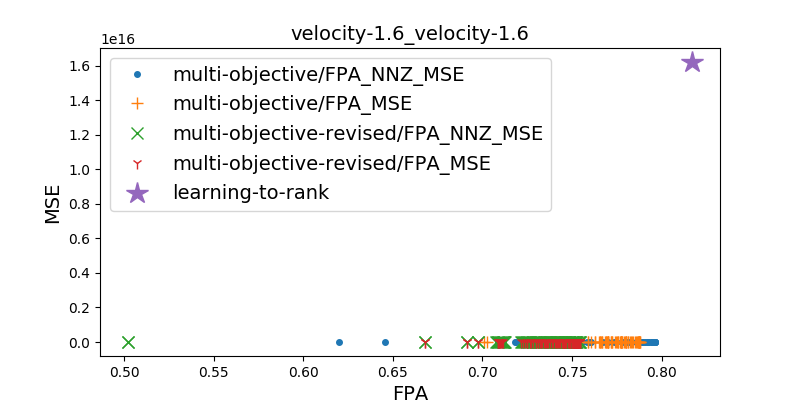 velocity-1.6_velocity-1.6
1e16
1.6
1.4
1.2
1.0
0.8
0.6
0.4
0.2
0.0
MSE
multi-objective/FPA_NNZ_MSE
multi-objective/FPA_MSE
multi-objective-revised/FPA_NNZ_MSE
multi-objective-revised/FPA_MSE
learning-to-rank
0.50 0.55 0.60 0.65 0.70 0.75 0.80
FPA